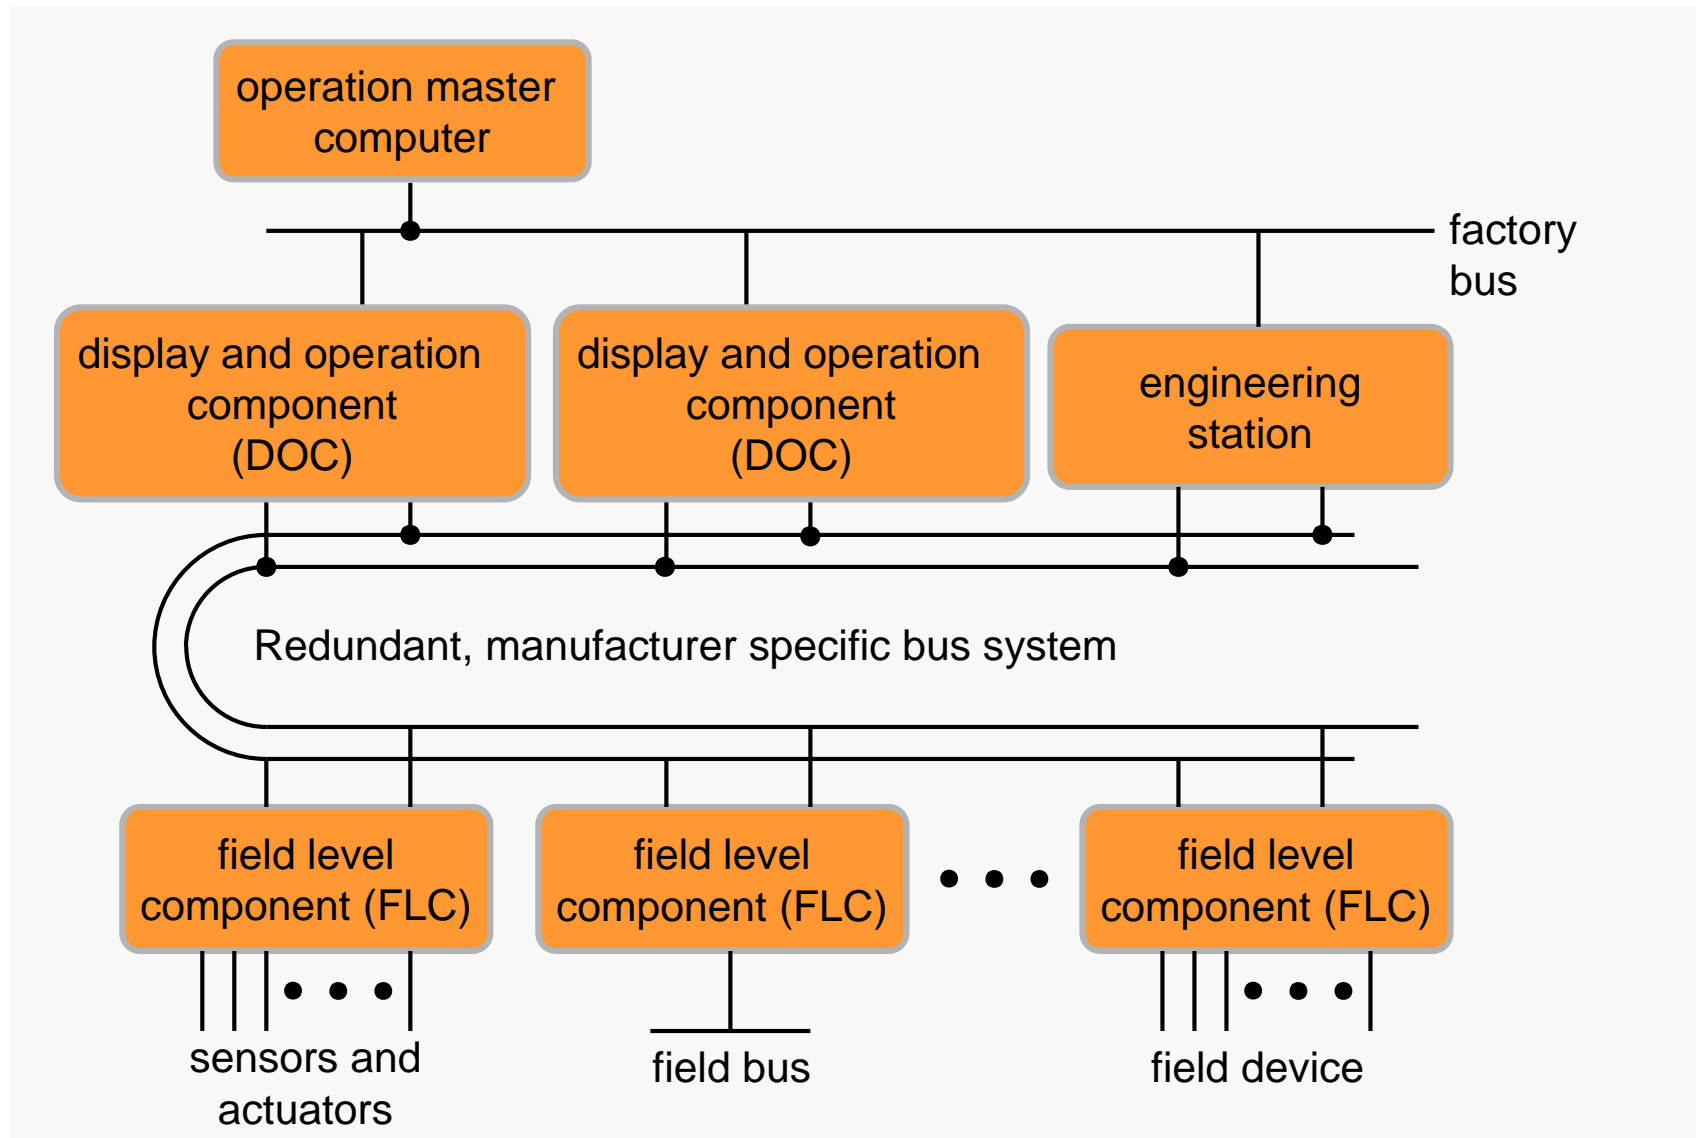 operation master
computer
factory
bus
display and operation
component
(DOC)
display and operation
component
(DOC)
engineering
station
Redundant, manufacturer specific bus system
field level
component (FLC)
field level
component (FLC)
field level
component (FLC)
sensors and
actuators
field bus
field device